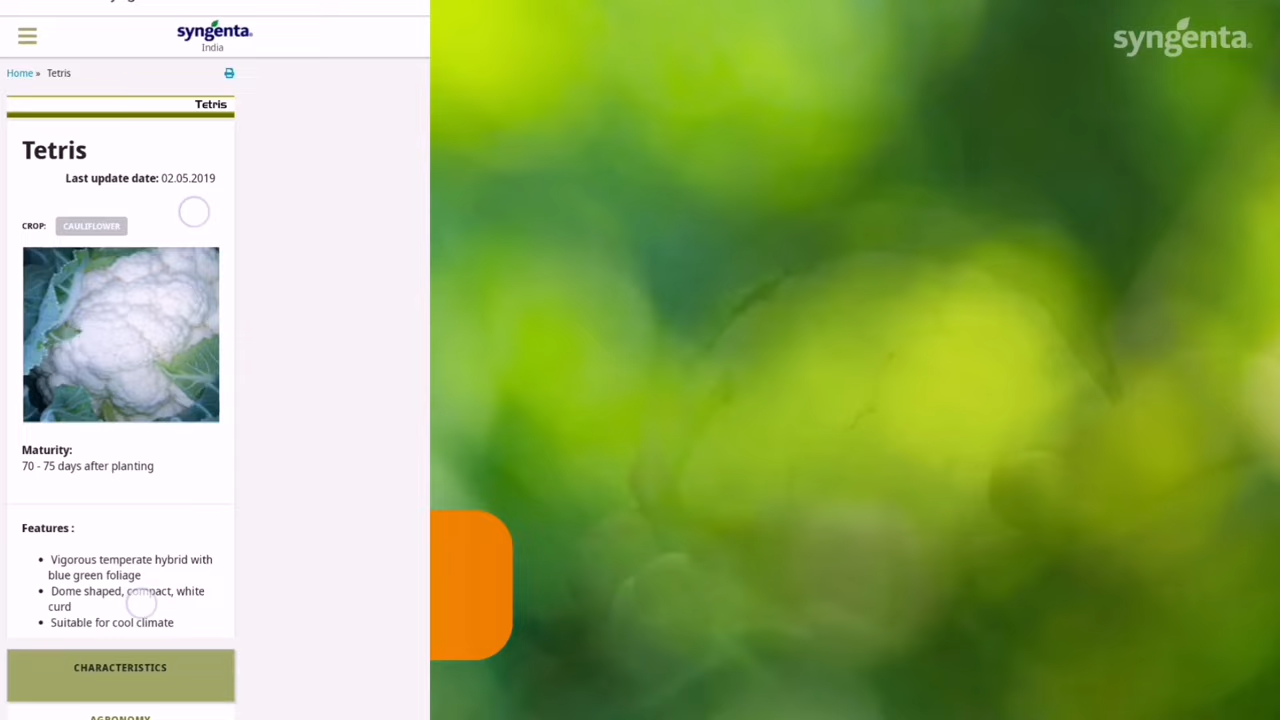 syngenta
India
Home » Tetris
Tetris
Tetris
Last update date: 02.05.2019
CROP: CAULIFLOWER
Maturity:
70 - 75 days after planting
Features :
• Vigorous temperate hybrid with
blue green foliage
• Dome shaped, compact, white
curd
• Suitable for cool climate
CHARACTERISTICS
AGRONOMY
syngenta